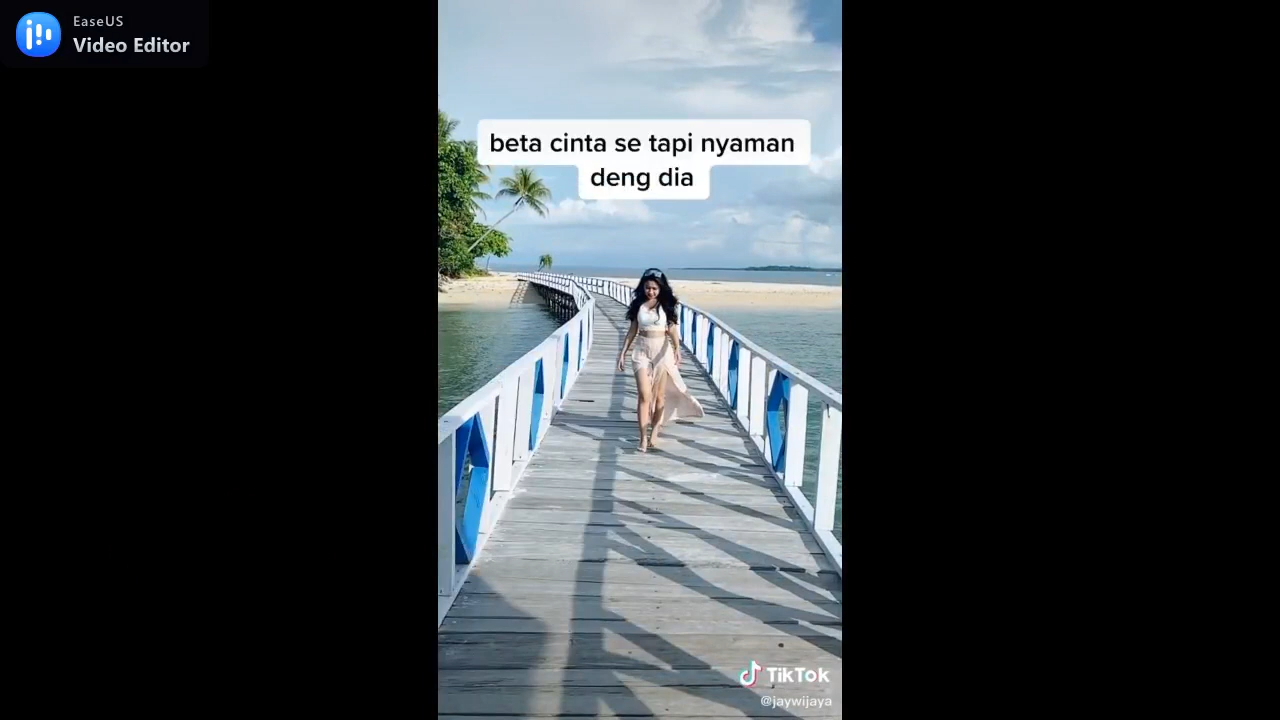 EaseUS
Video Editor
beta cinta se tapi nyaman
deng dia
TikTok
@jaywijaya